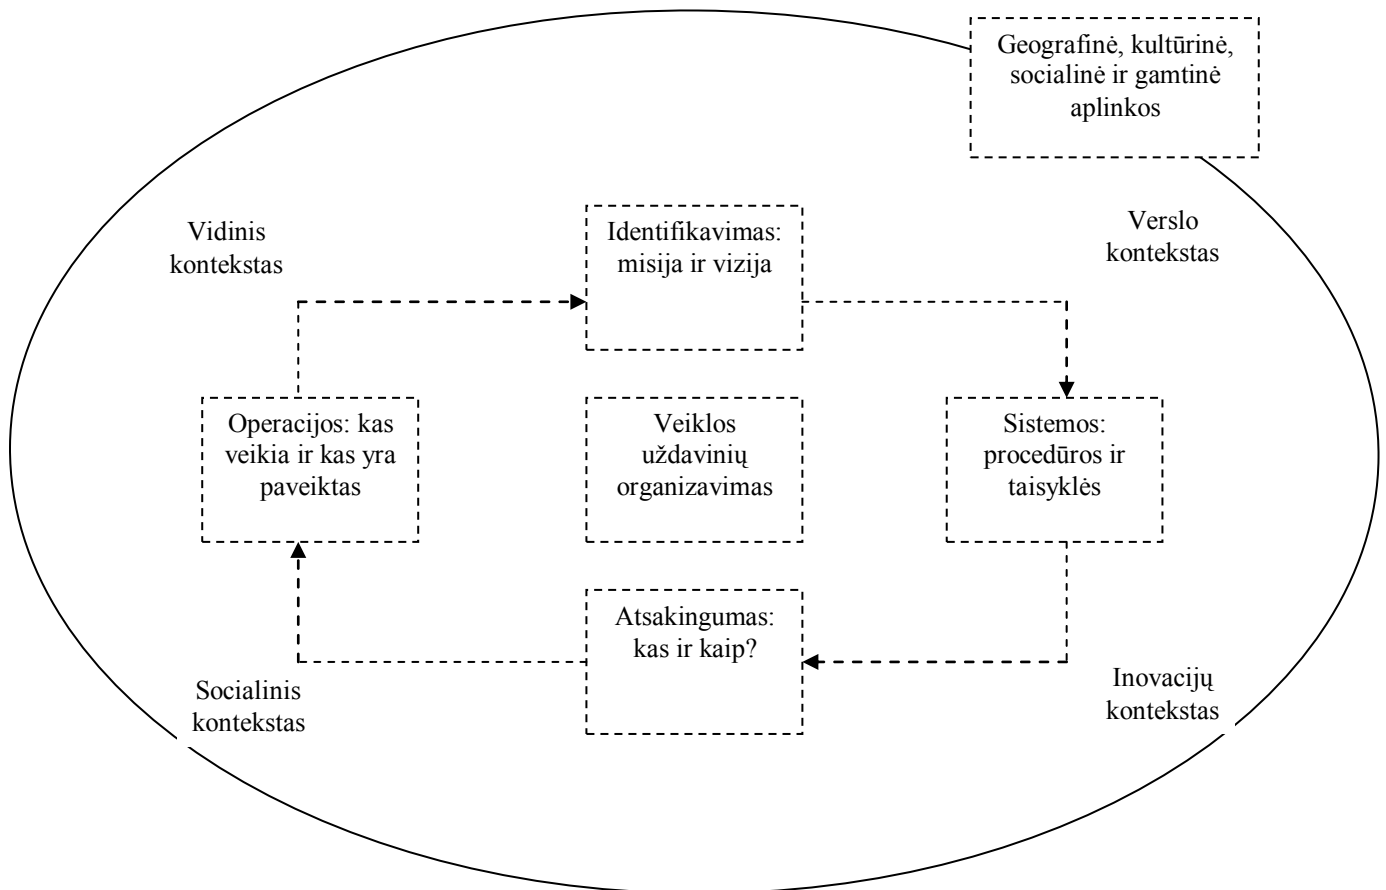 Geografinė, kultūrinė,
socialinė ir gamtinė
aplinkos
Vidinis
kontekstas
Identifikavimas:
misija ir vizija
Verslo
kontekstas
Operacijos: kas
veikia ir kas yra
paveiktas
Veiklos
uždavinių
organizavimas
Sistemos:
procedūros ir
taisyklės
Atsakingumas:
kas ir kaip?
Socialinis
kontekstas
Inovacijų
kontekstas